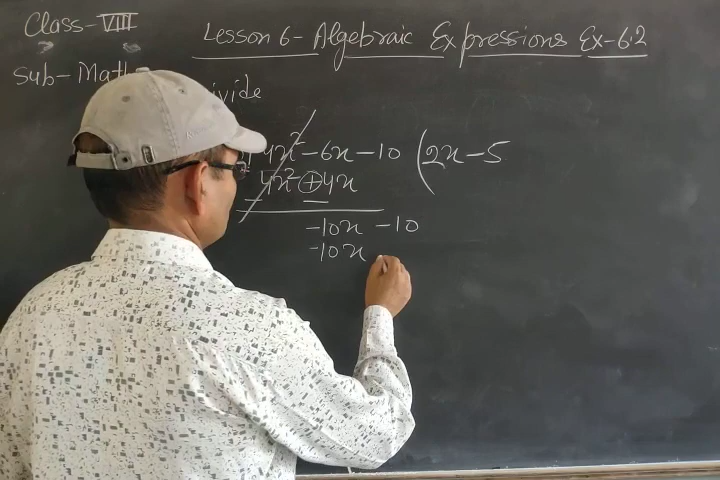 Class-VIII
Lesson 6- Algebraic Expressions Ex-6.2
Sub-Math
ivide
4x²-6x-10 (2x-5
4x²+4x
-10x -10
-10x